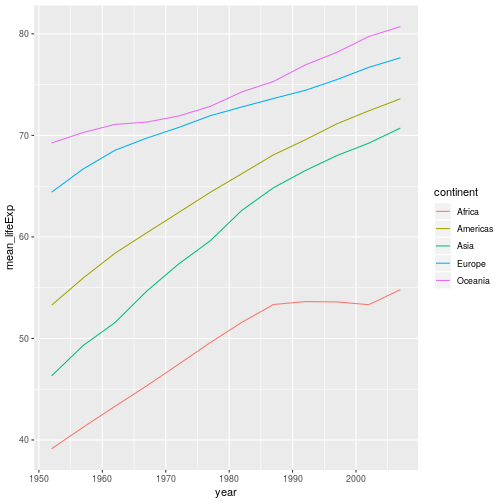 mean_lifeExp
80
70
60
50
40
1950
1960
1970
1980
1990
2000
year
continent
Africa
Americas
Asia
Europe
Oceania